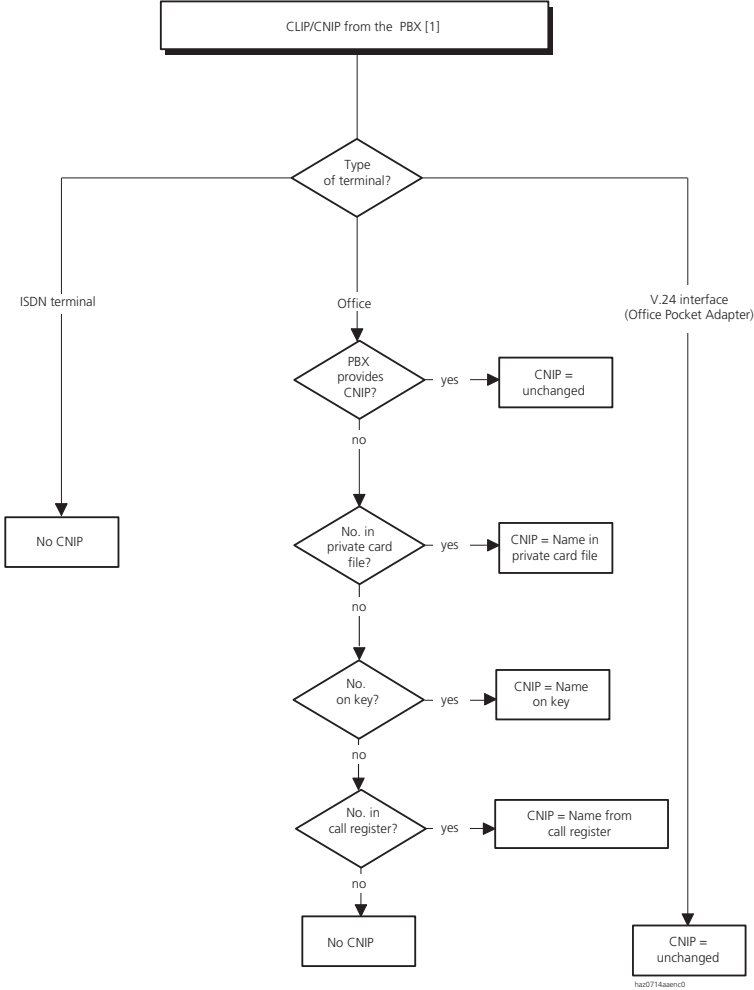 CLIP/CNIP from the PBX [1]
Type
of terminal?
ISDN terminal
Office
V.24 interface
(Office Pocket Adapter)
PBX
provides
CNIP?
yes
CNIP =
unchanged
no
No CNIP
No. in
private card
file?
yes
CNIP = Name in
private card file
no
No.
on key?
yes
CNIP = Name
on key
no
No. in
call register?
yes
CNIP = Name from
call register
no
No CNIP
CNIP =
unchanged
haz0714aaenc0